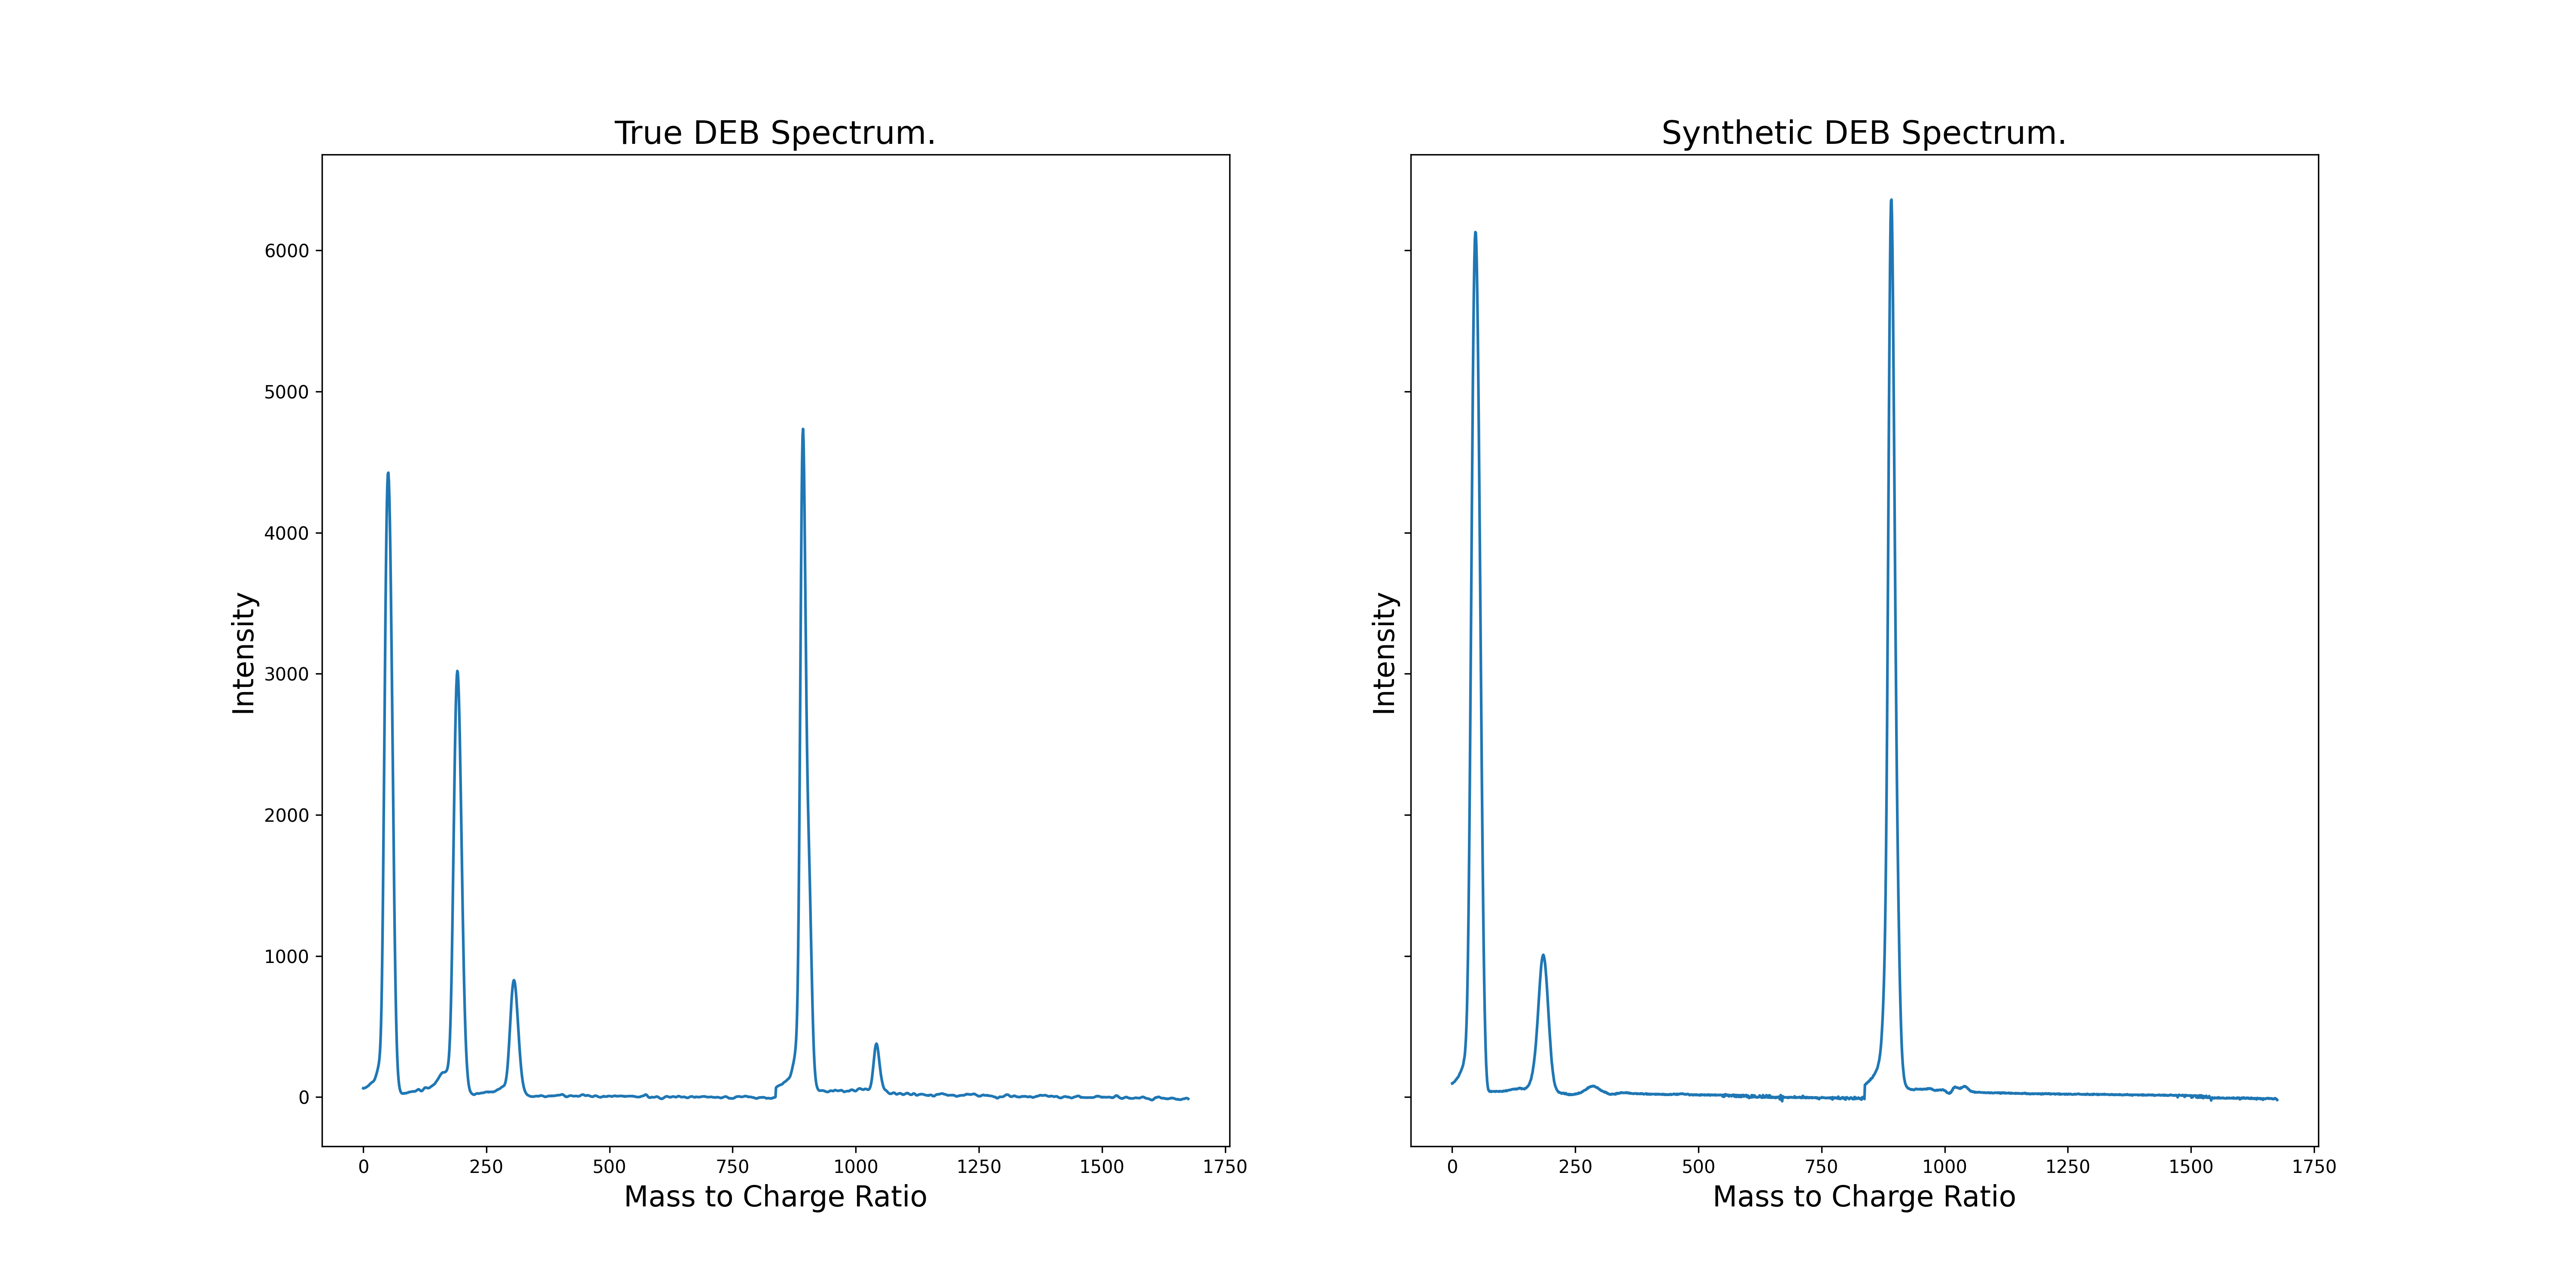 True DEB Spectrum.
6000
5000
4000
3000
2000
1000
0
Intensity
0 250 500 750 1000 1250 1500 1750
Mass to Charge Ratio
Synthetic DEB Spectrum.
Intensity
0 250 500 750 1000 1250 1500 1750
Mass to Charge Ratio